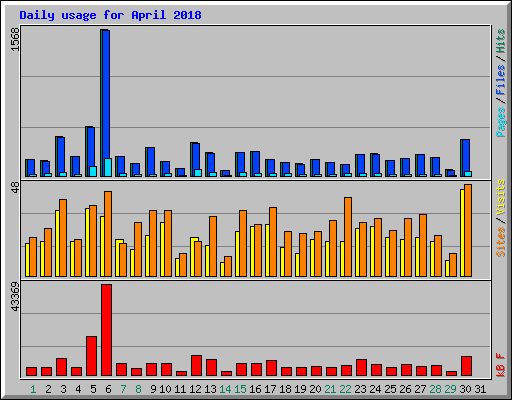 Daily usage for April 2018
1568
Pages / Files / Hits
48
Sites / Visits
43369
kB F
1 2 3 4 5 6 7 8 9 10 11 12 13 14 15 16 17 18 19 20 21 22 23 24 25 26 27 28 29 30 31